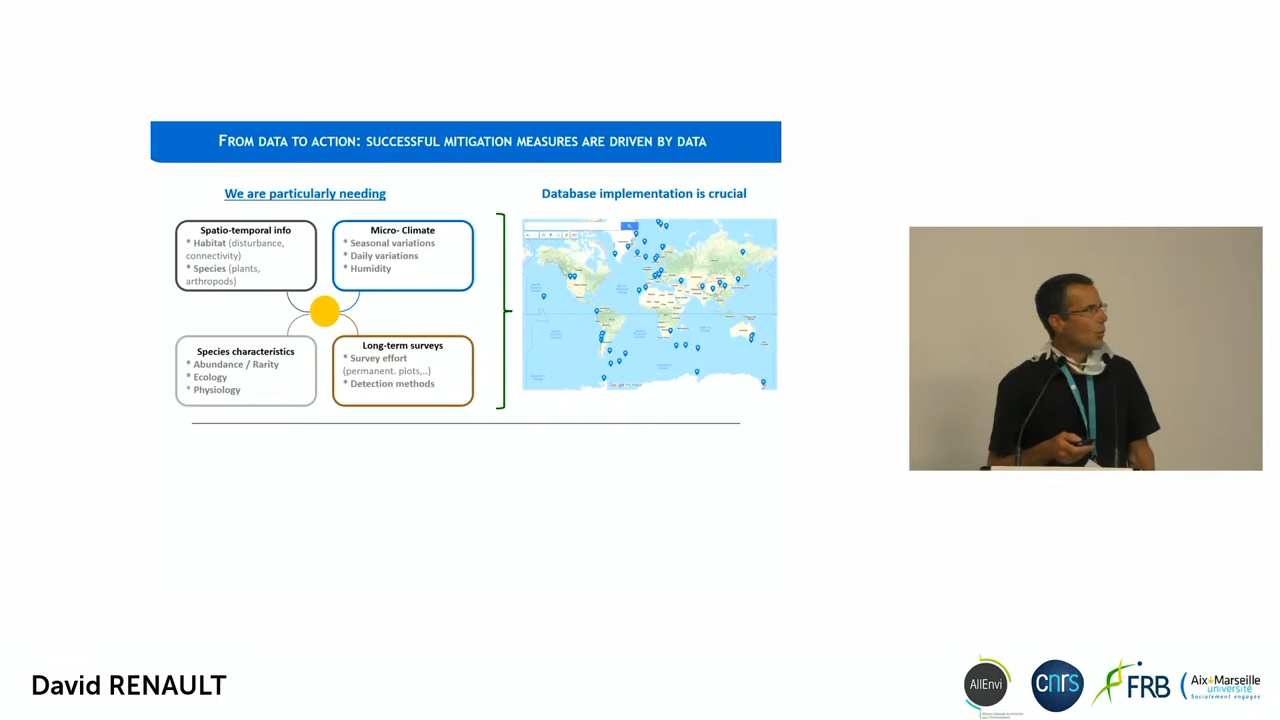 FROM DATA TO ACTION: SUCCESSFUL MITIGATION MEASURES ARE DRIVEN BY DATA
We are particularly needing
Database implementation is crucial
Spatio-temporal info
* Habitat (disturbance,
connectivity)
* Species (plants,
arthropods)
Micro- Climate
* Seasonal variations
* Daily variations
* Humidity
Species characteristics
* Abundance / Rarity
* Ecology
* Physiology
Long-term surveys
* Survey effort
(permanent. plots,..)
* Detection methods
David RENAULT
AllEnvi
cnrs
FRB
Aix*Marseille
université
Socialement engagée